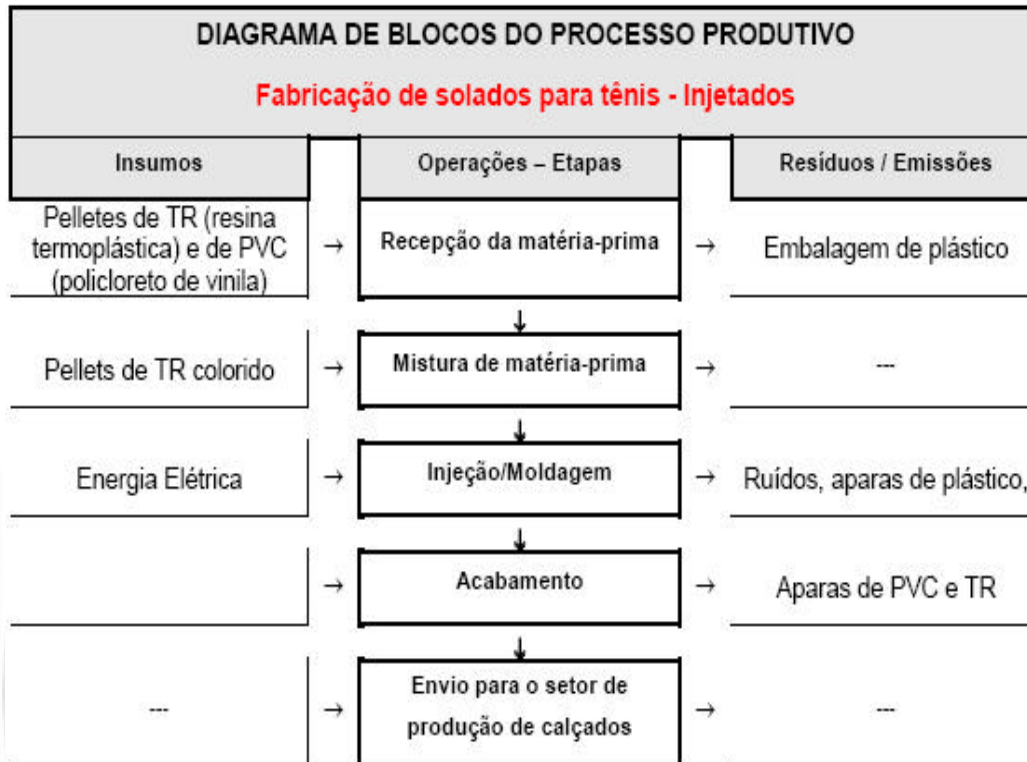 DIAGRAMA DE BLOCOS DO PROCESSO PRODUTIVO
Fabricação de solados para tênis - Injetados
Insumos
Operações – Etapas
Resíduos / Emissões
Pelletes de TR (resina
termoplástica) e de PVC
(policloreto de vinila)
→
Recepção da matéria-prima
→
Embalagem de plástico
↓
Pellets de TR colorido
→
Mistura de matéria-prima
→
---
↓
Energia Elétrica
→
Injeção/Moldagem
→
Ruídos, aparas de plástico,
↓
→
Acabamento
→
Aparas de PVC e TR
↓
---
→
Envio para o setor de
produção de calçados
→
---